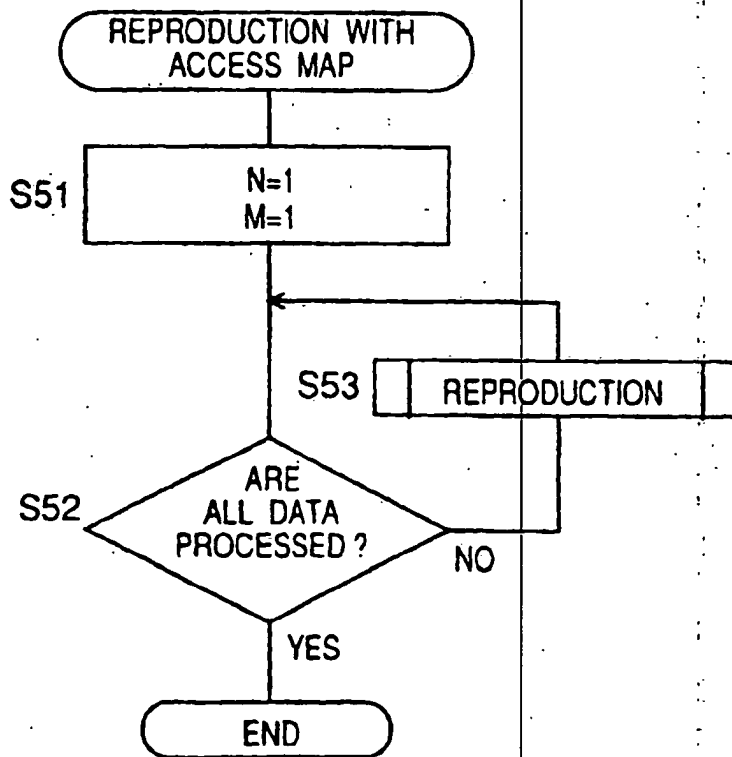 REPRODUCTION WITH
ACCESS MAP
S51
N=1
M=1
S53
REPRODUCTION
S52
ARE
ALL DATA
PROCESSED ?
NO
YES
END